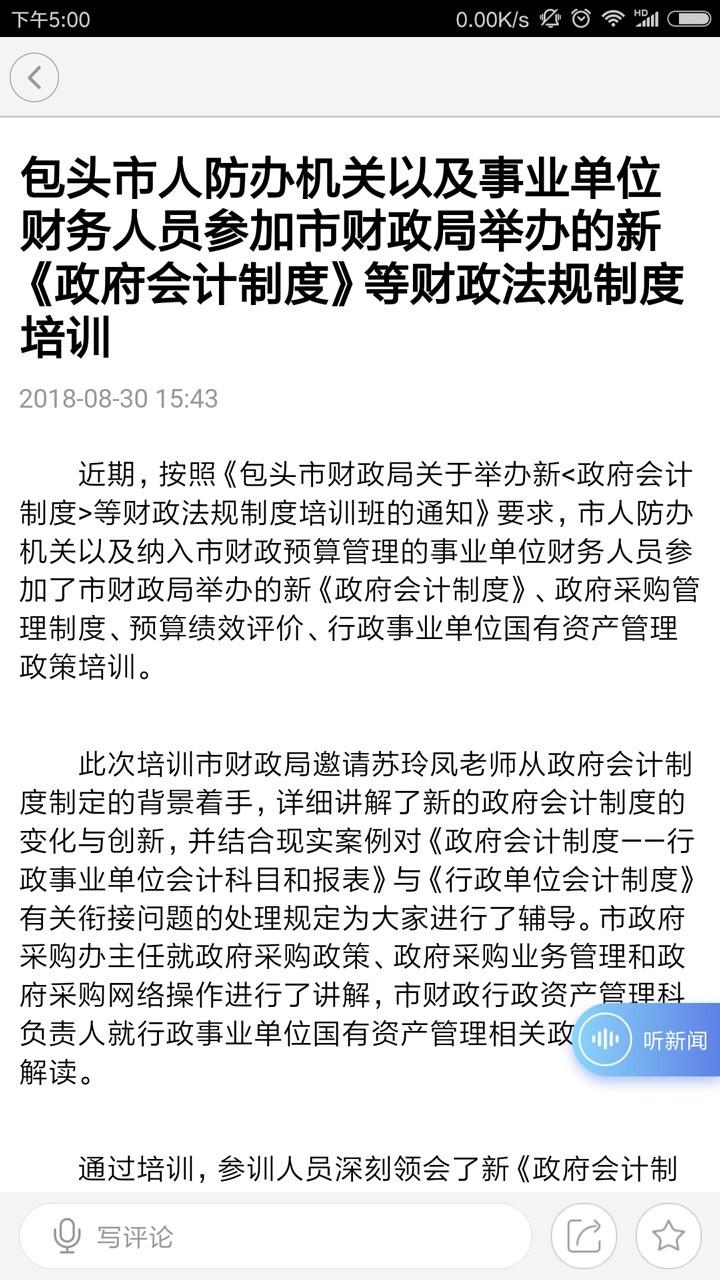 下午5:00
0.00K/s
HD
包头市人防办机关以及事业单位
财务人员参加市财政局举办的新
《政府会计制度》等财政法规制度
培训
2018-08-30 15:43
近期，按照《包头市财政局关于举办新<政府会计
制度>等财政法规制度培训班的通知》要求，市人防办
机关以及纳入市财政预算管理的事业单位财务人员参
加了市财政局举办的新《政府会计制度》、政府采购管
理制度、预算绩效评价、行政事业单位国有资产管理
政策培训。
此次培训市财政局邀请苏玲凤老师从政府会计制
度制定的背景着手，详细讲解了新的政府会计制度的
变化与创新，并结合现实案例对《政府会计制度——行
政事业单位会计科目和报表》与《行政单位会计制度》
有关衔接问题的处理规定为大家进行了辅导。市政府
采购办主任就政府采购政策、政府采购业务管理和政
府采购网络操作进行了讲解，市财政行政资产管理科
负责人就行政事业单位国有资产管理相关政
听新闻
解读。
通过培训，参训人员深刻领会了新《政府会计制
写评论